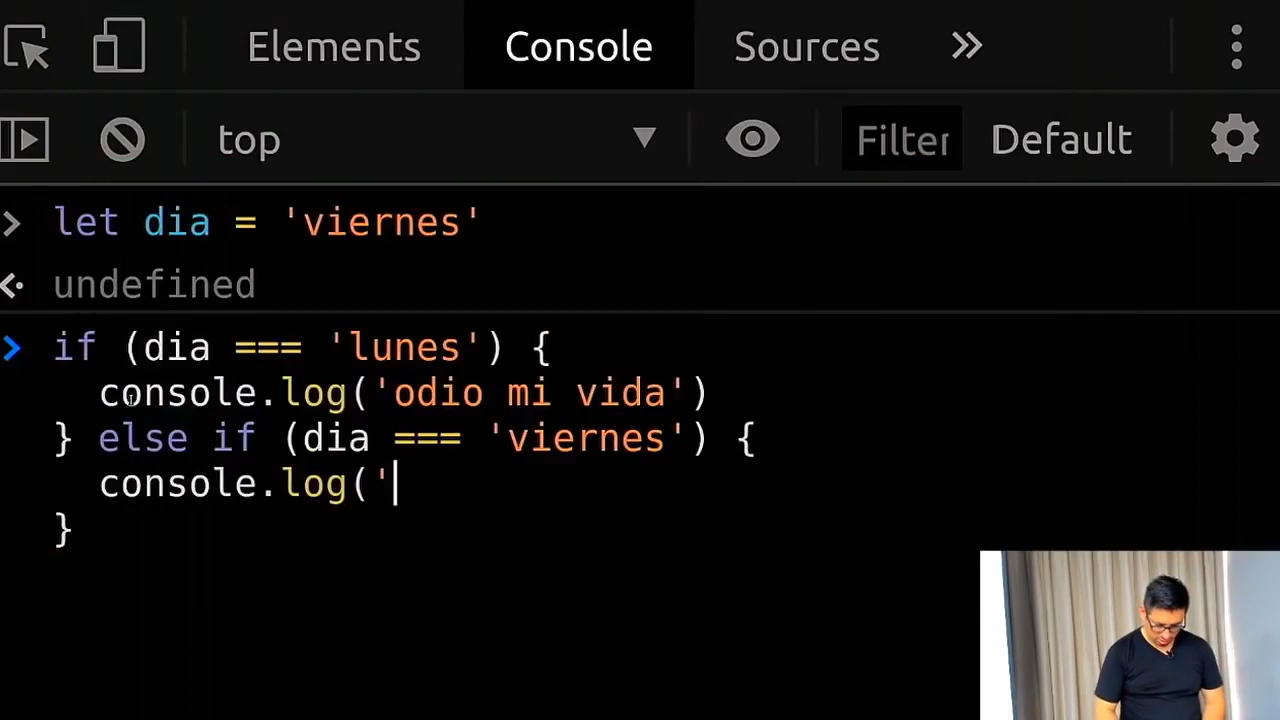 Elements Console Sources
top Filter Default
let dia = 'viernes'
undefined
if (dia === 'lunes') {
console.log('odio mi vida')
} else if (dia === 'viernes') {
console.log('
}